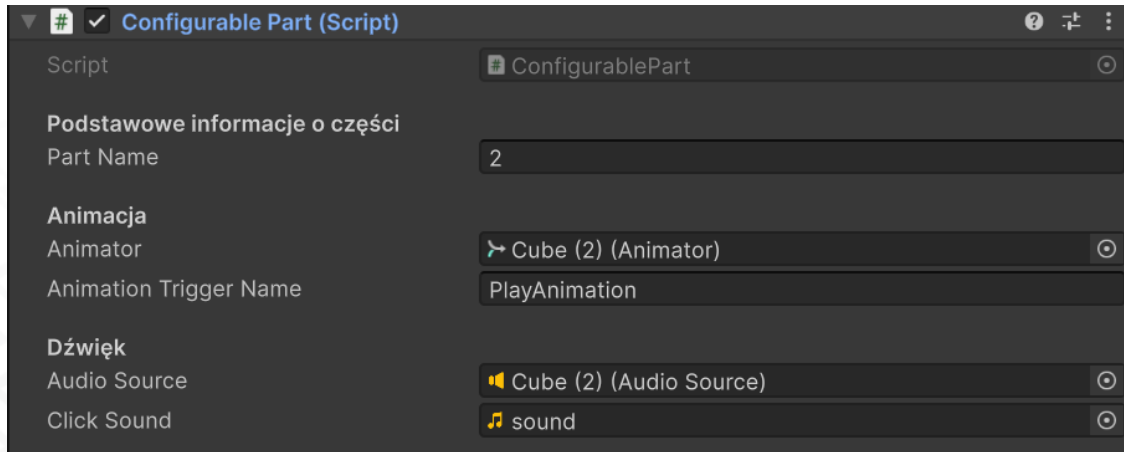 Configurable Part (Script)
Script ConfigurablePart
Podstawowe informacje o części
Part Name 2
Animacja
Animator Cube (2) (Animator)
Animation Trigger Name PlayAnimation
Dźwięk
Audio Source Cube (2) (Audio Source)
Click Sound sound